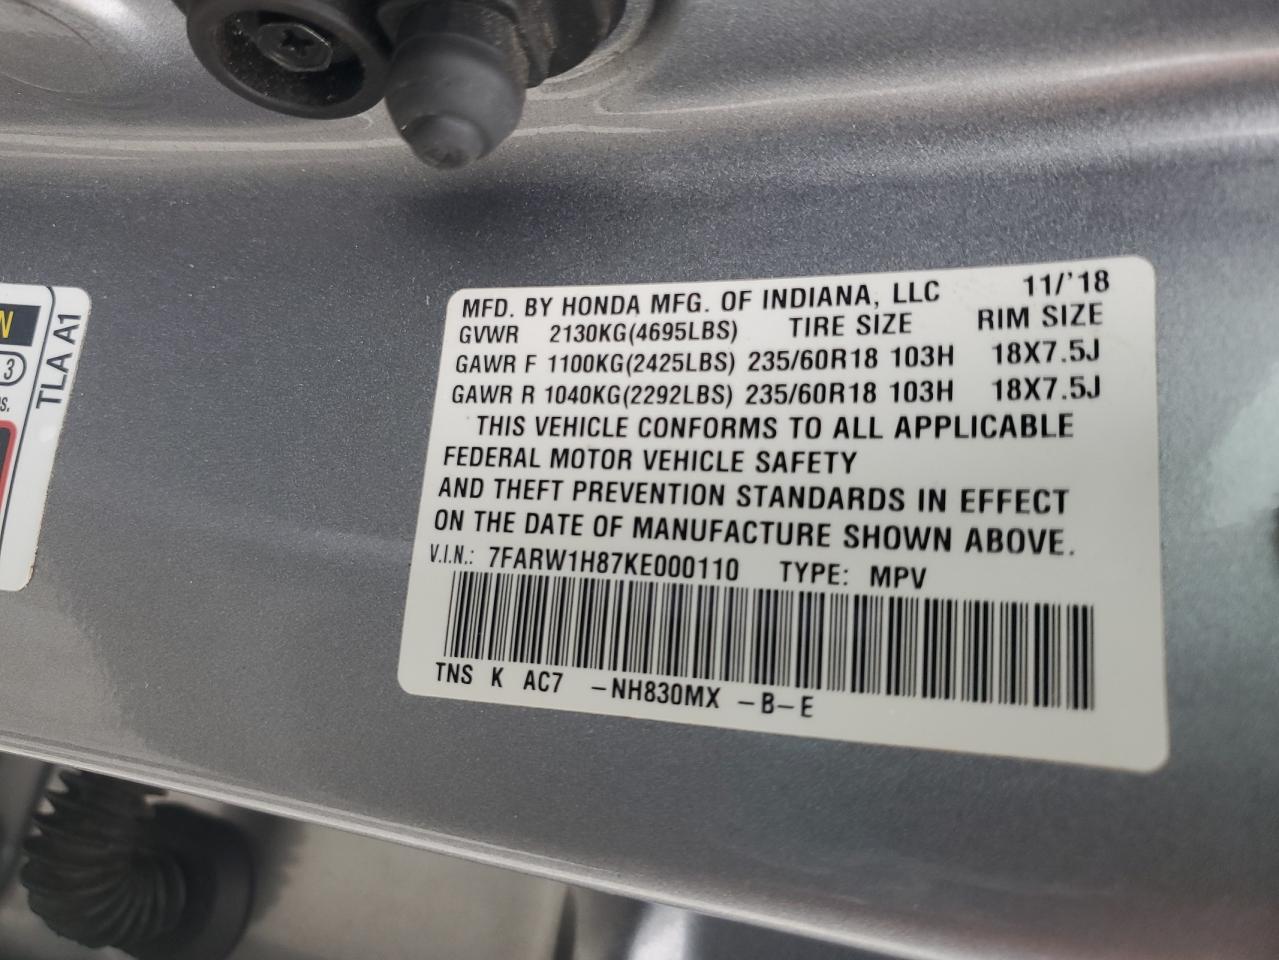 MFD. BY HONDA MFG. OF INDIANA, LLC 11/'18
GVWR 2130KG(4695LBS) TIRE SIZE RIM SIZE
GAWR F 1100KG(2425LBS) 235/60R18 103H 18X7.5J
GAWR R 1040KG(2292LBS) 235/60R18 103H 18X7.5J
THIS VEHICLE CONFORMS TO ALL APPLICABLE
FEDERAL MOTOR VEHICLE SAFETY
AND THEFT PREVENTION STANDARDS IN EFFECT
ON THE DATE OF MANUFACTURE SHOWN ABOVE.
V.I.N.: 7FARW1H87KE000110 TYPE: MPV
TNS K AC7 -NH830MX -B-E
TLA A1
3